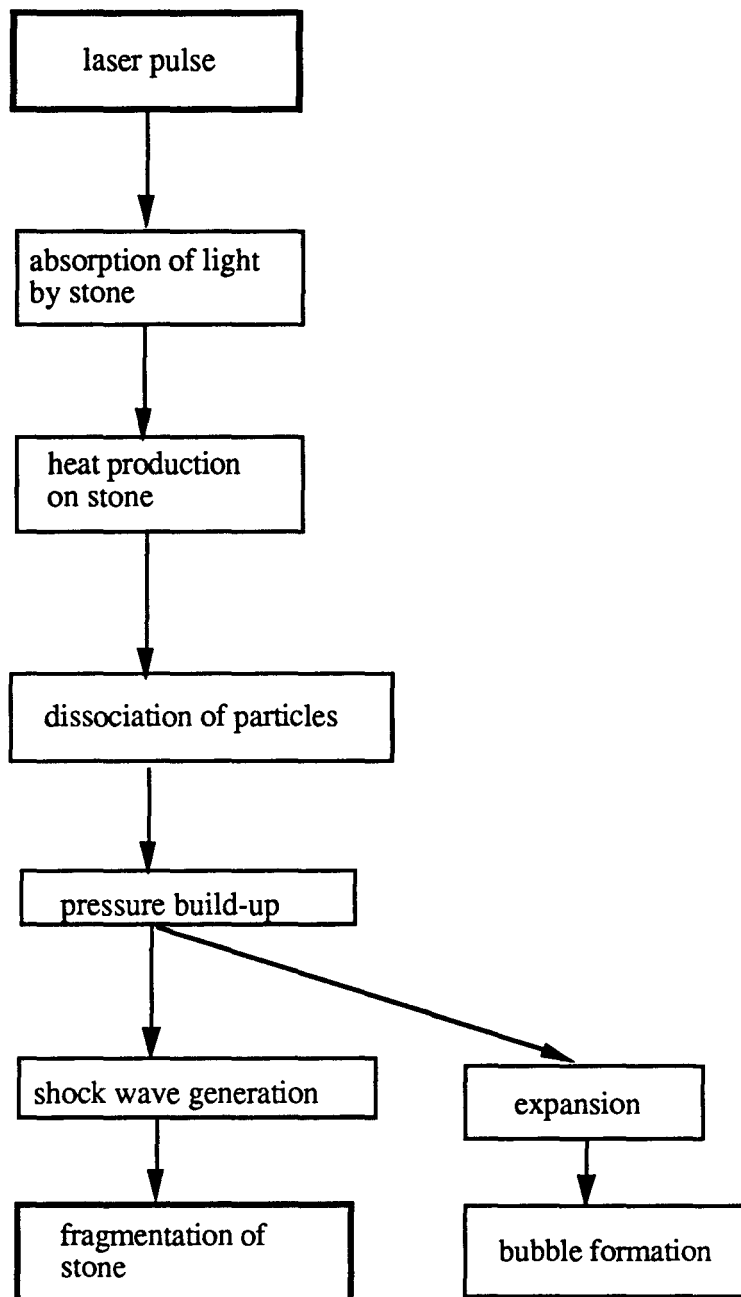 laser pulse
absorption of light
by stone
heat production
on stone
dissociation of particles
pressure build-up
shock wave generation
expansion
fragmentation of
stone
bubble formation